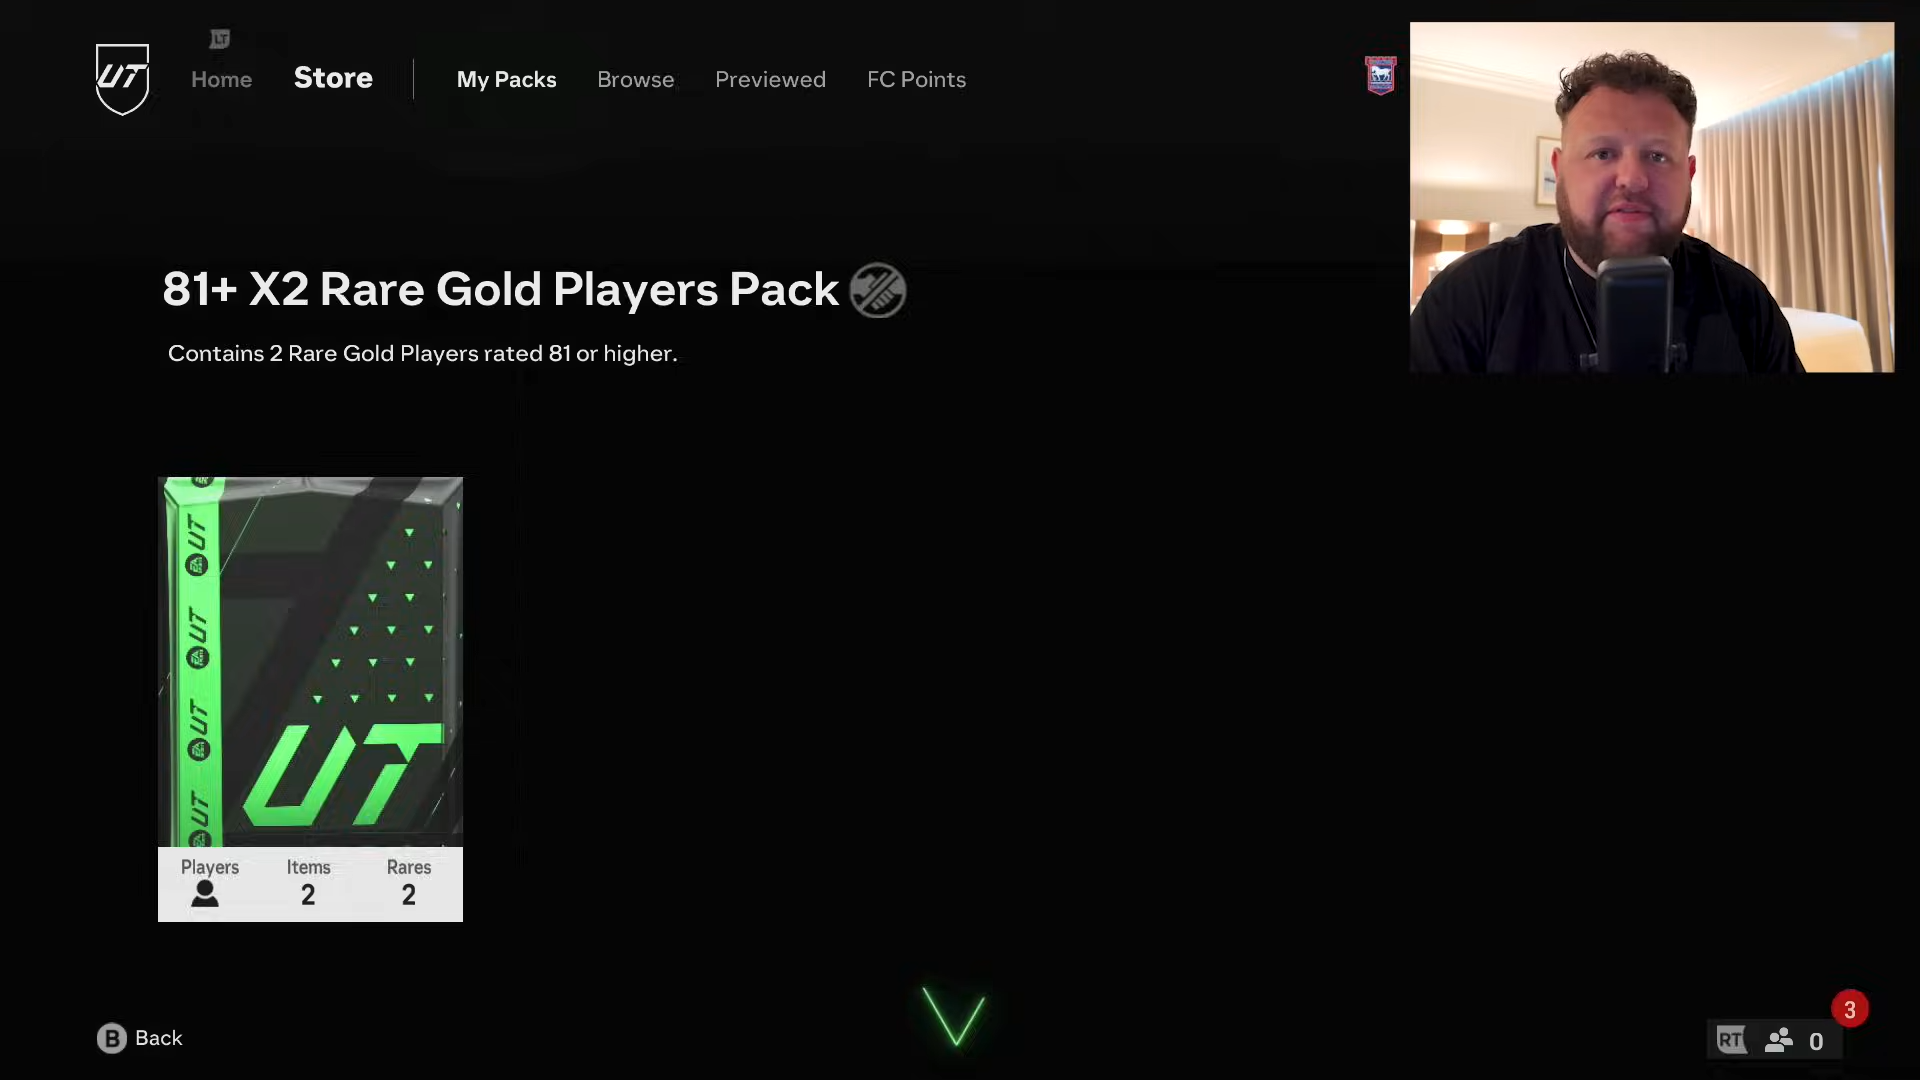 LT
UT
Home
Store
My Packs
Browse
Previewed
FC Points
81+ X2 Rare Gold Players Pack
Contains 2 Rare Gold Players rated 81 or higher.
UT
UT
UT
UT
UT
Players
Items
Rares
2
2
B Back
3
RT
0